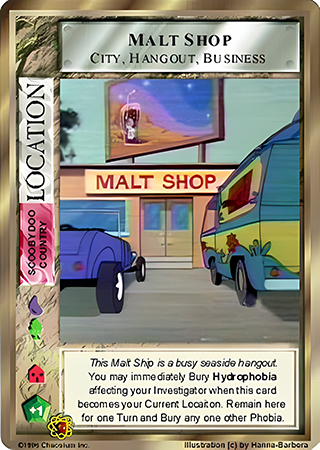 MALT SHOP
CITY, HANGOUT, BUSINESS
LOCATION
SCOOBYDOO
COUNTRY
MALT SHOP
This Malt Ship is a busy seaside hangout.
You may immediately Bury Hydrophobia
affecting your Investigator when this card
becomes your Current Location. Remain here
for one Turn and Bury any one other Phobia.
+1
©1996 Chaosium Inc.
Illustration (c) by Hanna-Barbora